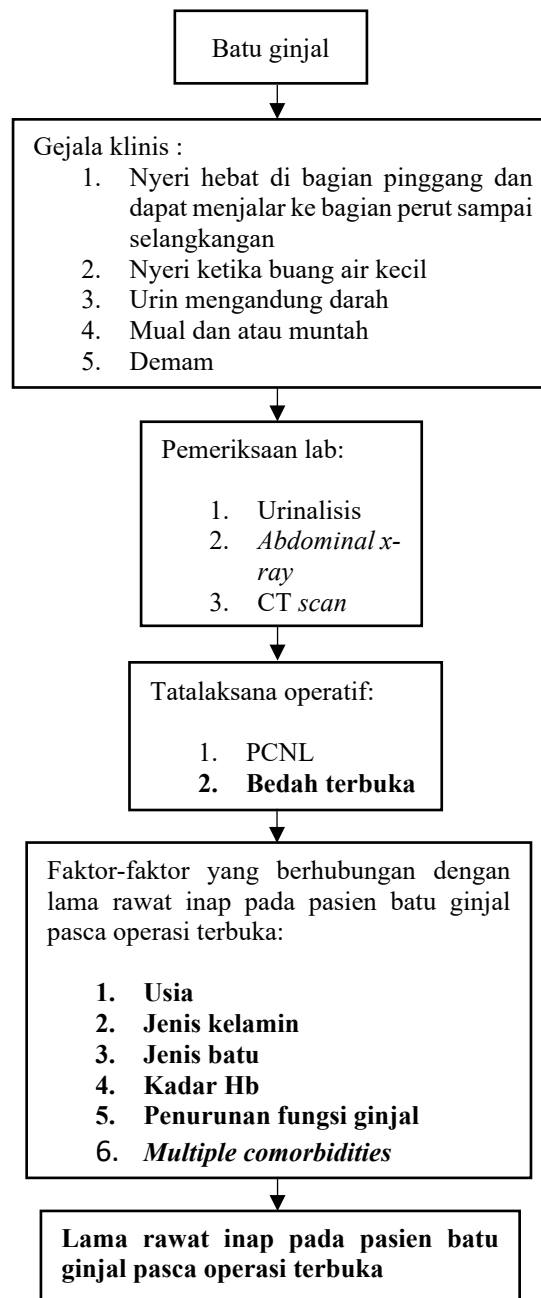 Batu ginjal
Gejala klinis :
1. Nyeri hebat di bagian pinggang dan
dapat menjalar ke bagian perut sampai
selangkangan
2. Nyeri ketika buang air kecil
3. Urin mengandung darah
4. Mual dan atau muntah
5. Demam
Pemeriksaan lab:
1. Urinalisis
2. Abdominal x-
ray
3. CT scan
Tatalaksana operatif:
1. PCNL
2. Bedah terbuka
Faktor-faktor yang berhubungan dengan
lama rawat inap pada pasien batu ginjal
pasca operasi terbuka:
1. Usia
2. Jenis kelamin
3. Jenis batu
4. Kadar Hb
5. Penurunan fungsi ginjal
6. Multiple comorbidities
Lama rawat inap pada pasien batu
ginjal pasca operasi terbuka